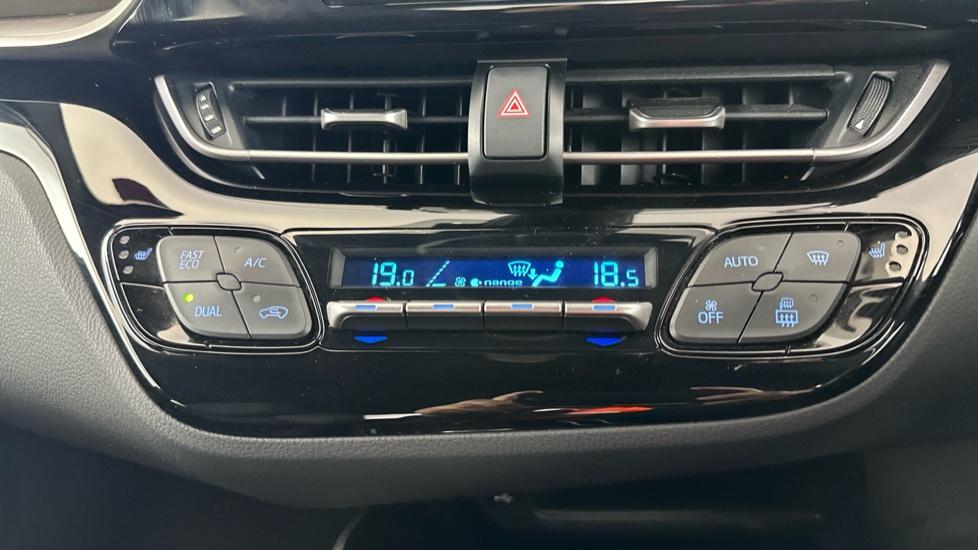 FAST
ECO
A/C
DUAL
19.0
nanoe
18.5
AUTO
OFF